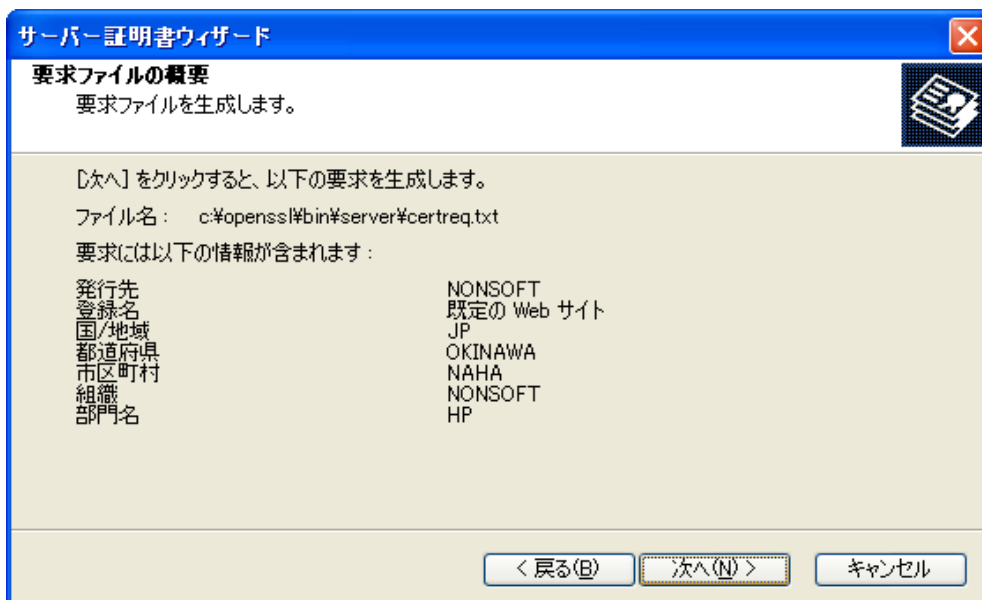 サーバー証明書ウィザード
要求ファイルの概要
要求ファイルを生成します。
[次へ] をクリックすると、以下の要求を生成します。
ファイル名： c:¥openssl¥bin¥server¥certreq.txt
要求には以下の情報が含まれます：
発行先 NONSOFT
登録名 既定の Web サイト
国/地域 JP
都道府県 OKINAWA
市区町村 NAHA
組織 NONSOFT
部門名 HP
< 戻る(B) 次へ(N) > キャンセル